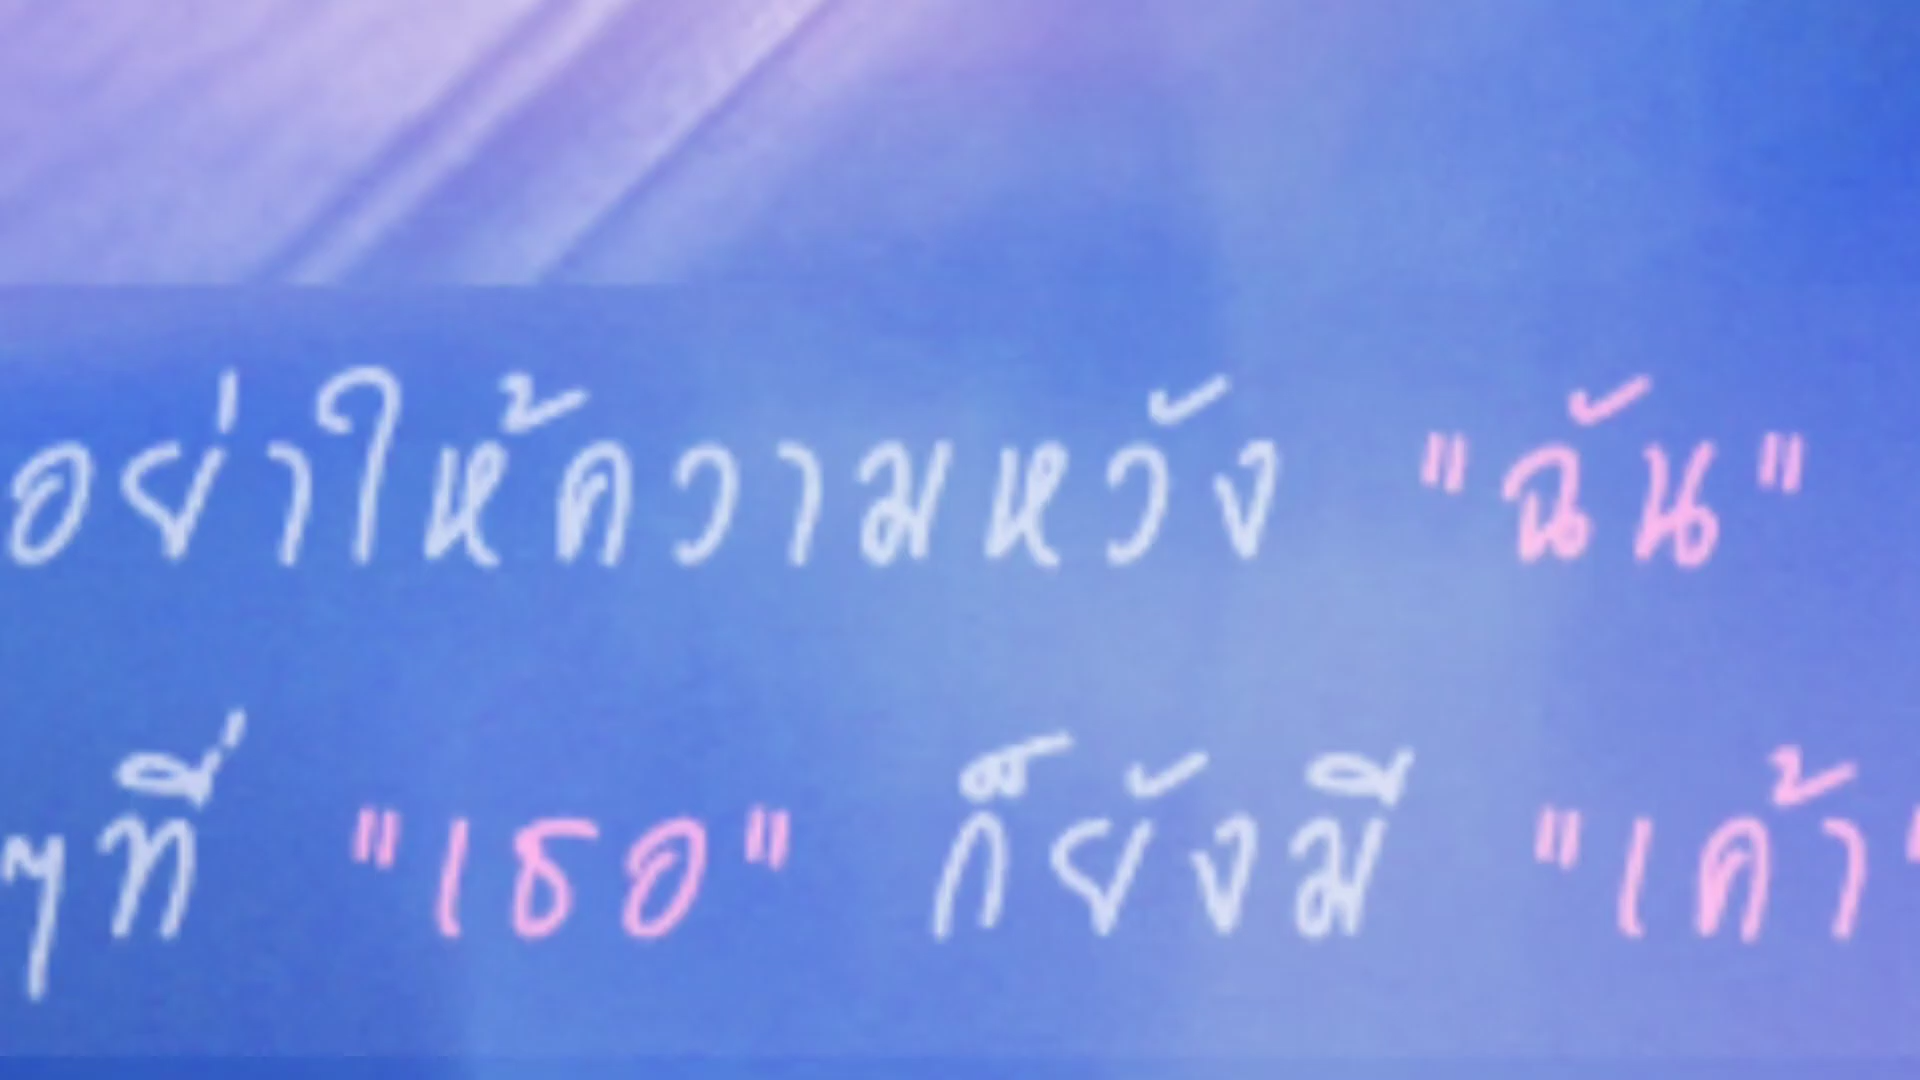 อย่าให้ความหวัง "ฉัน"
ๆที่ "เธอ" ก็ยังมี "เค้า"